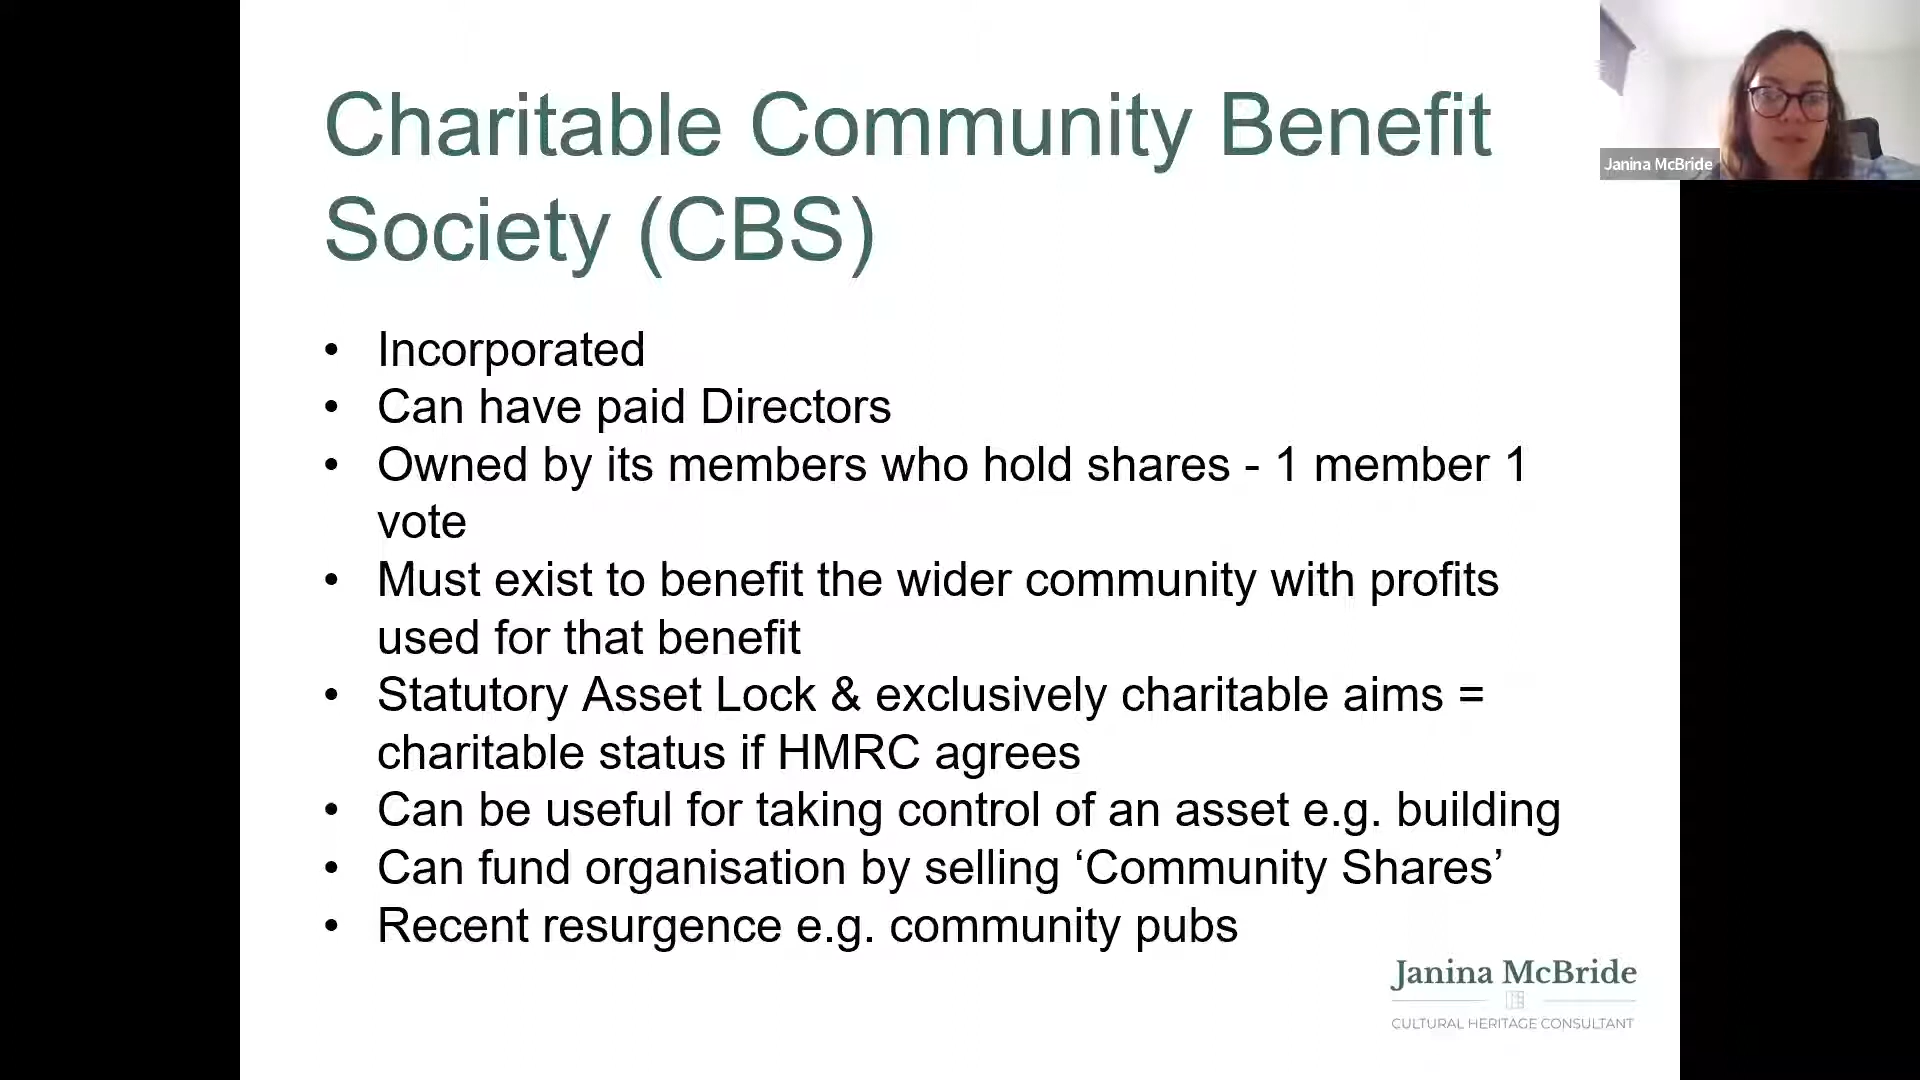 Charitable Community Benefit
Society (CBS)
• Incorporated
• Can have paid Directors
• Owned by its members who hold shares - 1 member 1
vote
• Must exist to benefit the wider community with profits
used for that benefit
• Statutory Asset Lock & exclusively charitable aims =
charitable status if HMRC agrees
• Can be useful for taking control of an asset e.g. building
• Can fund organisation by selling ‘Community Shares’
• Recent resurgence e.g. community pubs
Janina McBride
CULTURAL HERITAGE CONSULTANT
Janina McBride